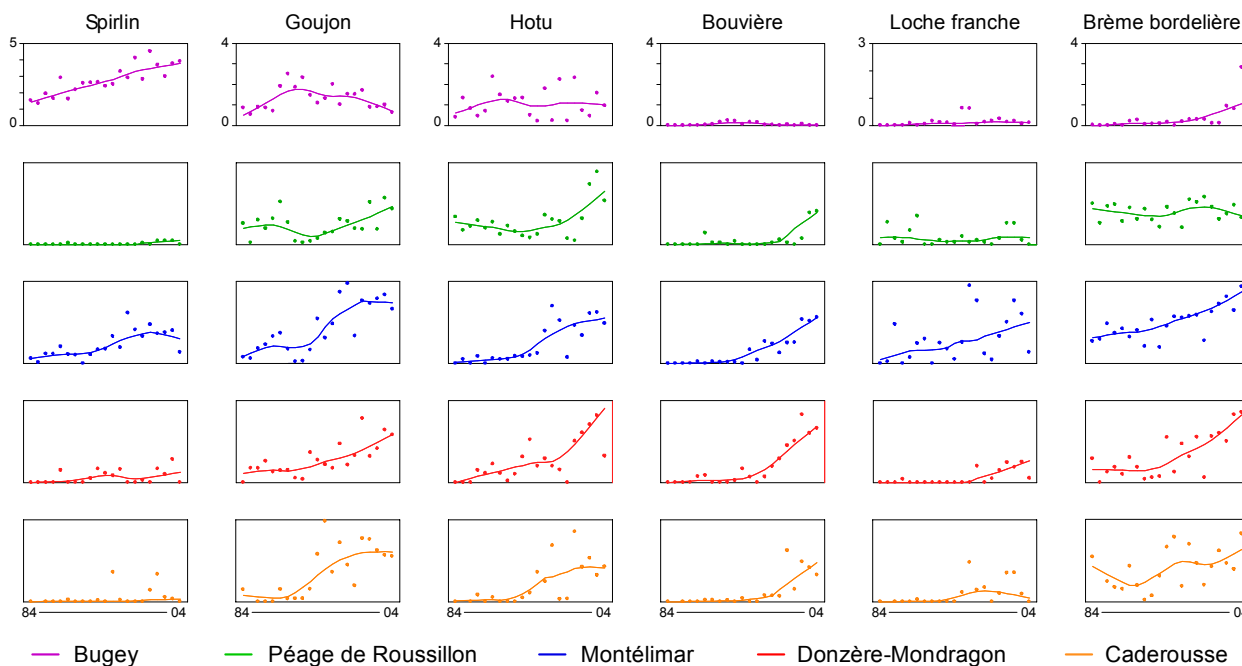 Spirlin Goujon Hotu Bouvière Loche franche Brème bordelière
5 4 4 4 3 4
0 0 0 0 0 0
84 04 84 04 84 04 84 04 84 04 84
Bugey Péage de Roussillon Montélimar Donzère-Mondragon Caderousse